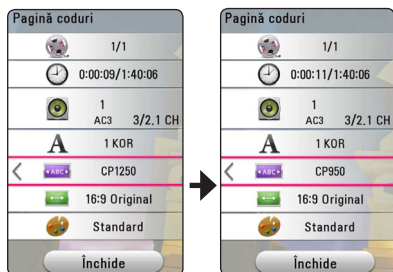 Pagină coduri
1/1
0:00:09/1:40:06
1
AC3 3/2.1 CH
A 1 KOR
ABC CP1250
16:9 Original
Standard
Închide
Pagină coduri
1/1
0:00:11/1:40:06
1
AC3 3/2.1 CH
A 1 KOR
ABC CP950
16:9 Original
Standard
Închide